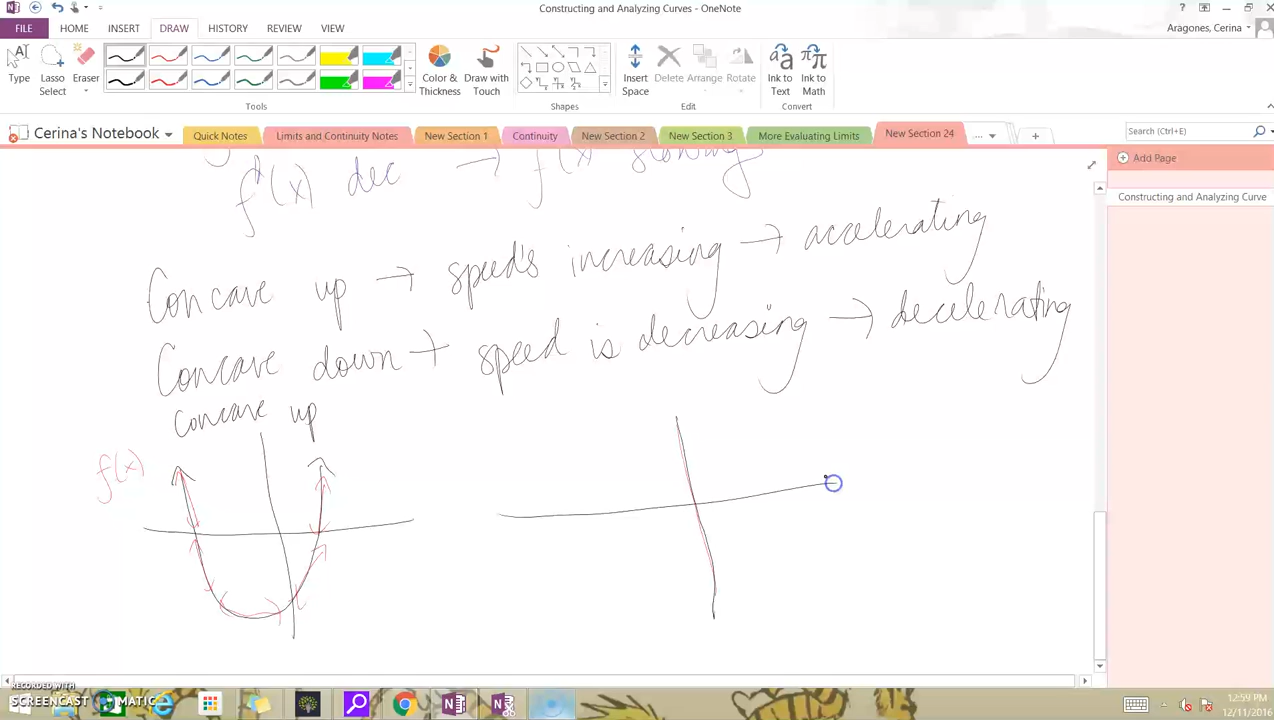 Constructing and Analyzing Curves - OneNote
FILE HOME INSERT DRAW HISTORY REVIEW VIEW
Aragones, Cerina
Type Lasso Select Eraser Color & Thickness Draw with Touch Insert Space Delete Arrange Rotate Ink to Text Ink to Math
Tools Shapes Edit Convert
Cerina's Notebook Quick Notes Limits and Continuity Notes New Section 1 Continuity New Section 2 New Section 3 More Evaluating Limits New Section 24 ... Search (Ctrl+E)
Add Page
Constructing and Analyzing Curve
f'(x) dec → f(x) slowing
Concave up → speed's increasing → accelerating
Concave down → speed is decreasing → decelerating
Concave up
f(x)
RECORDED WITH
SCREENCAST MATIC
12:59 PM
12/11/2016